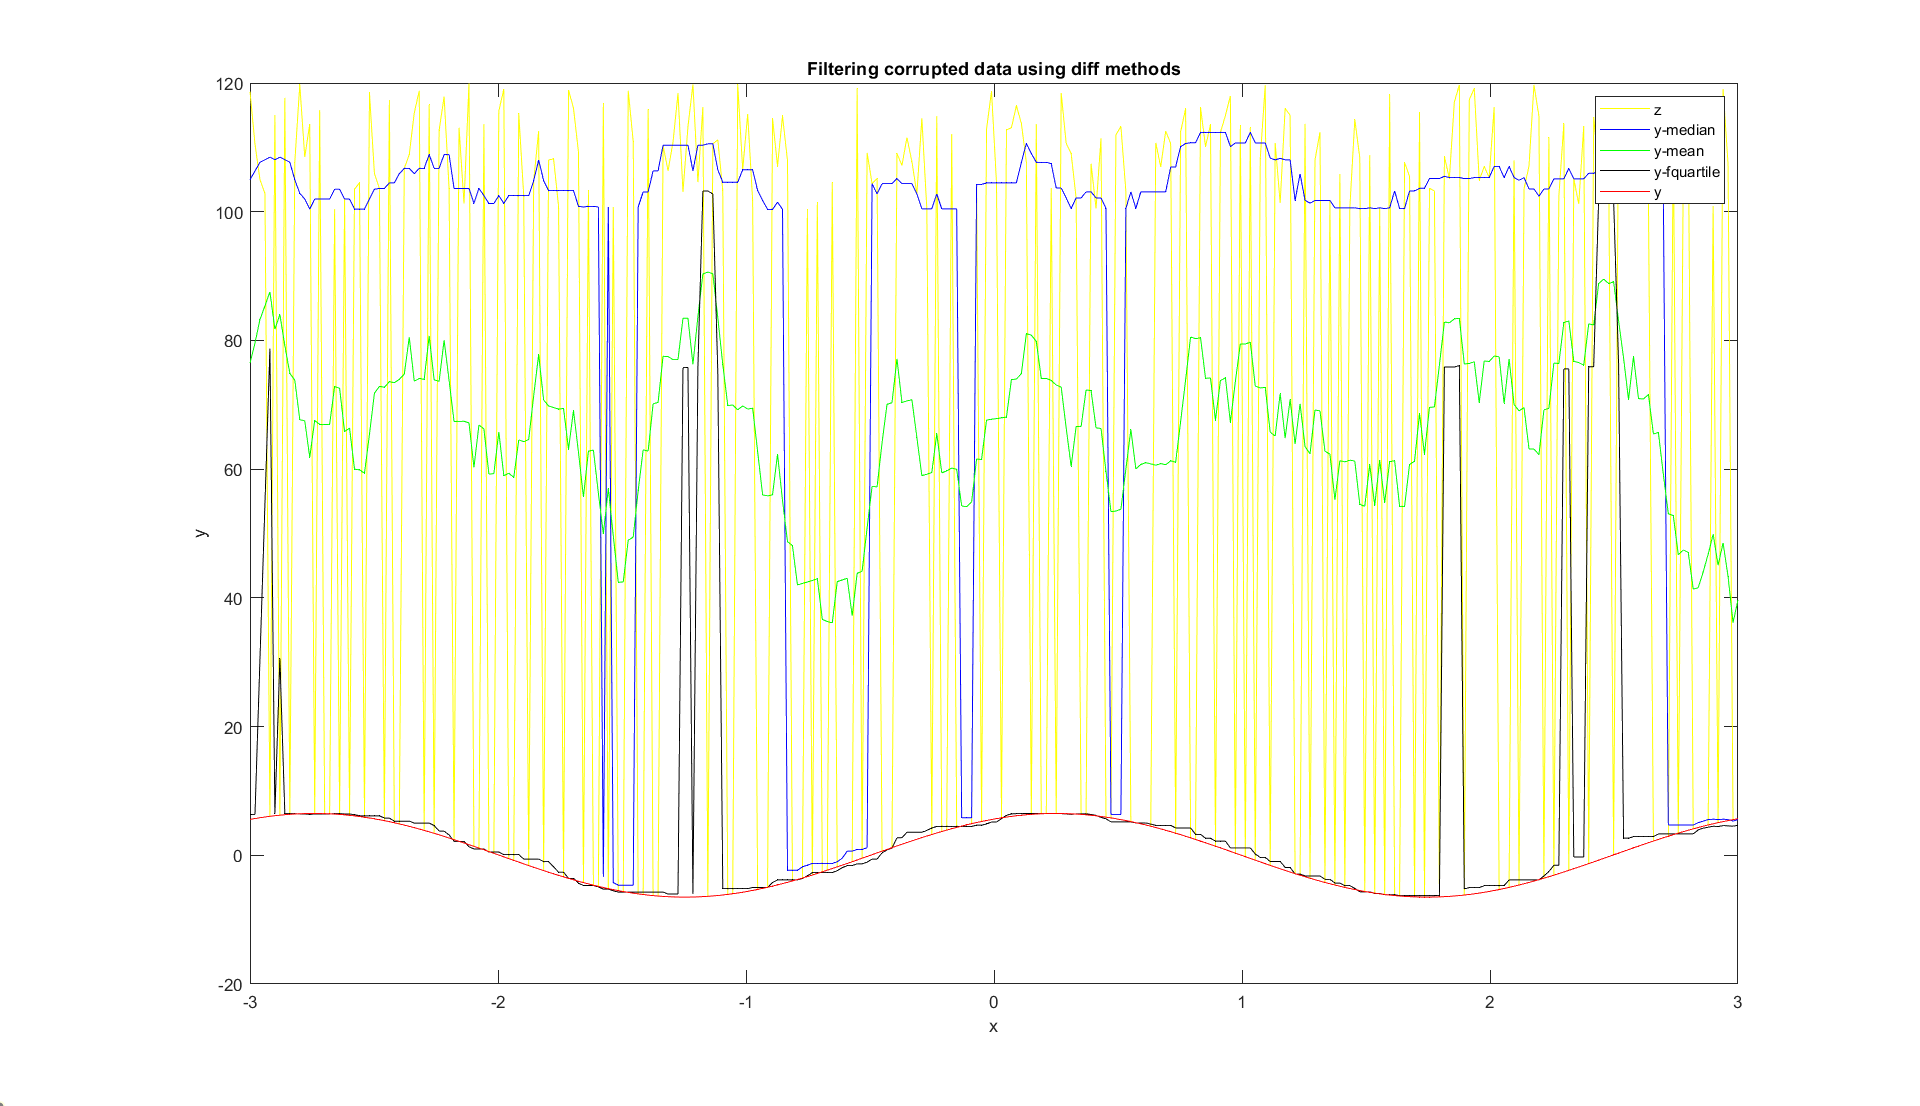 Filtering corrupted data using diff methods
120
100
80
60
40
20
0
-20
y
z
y-median
y-mean
y-fquartile
y
-3
-2
-1
0
1
2
3
x